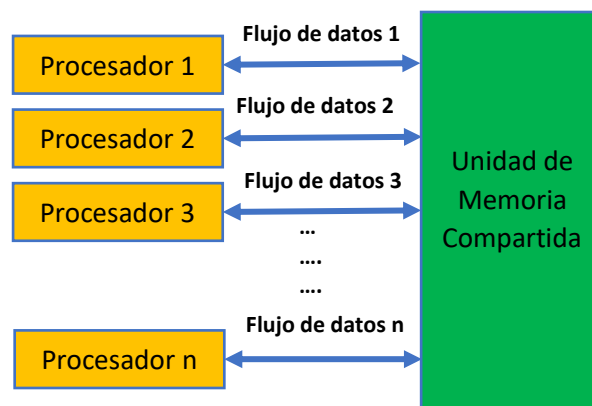 Flujo de datos 1
Procesador 1
Flujo de datos 2
Procesador 2
Flujo de datos 3
Procesador 3
...
....
....
Flujo de datos n
Procesador n
Unidad de
Memoria
Compartida